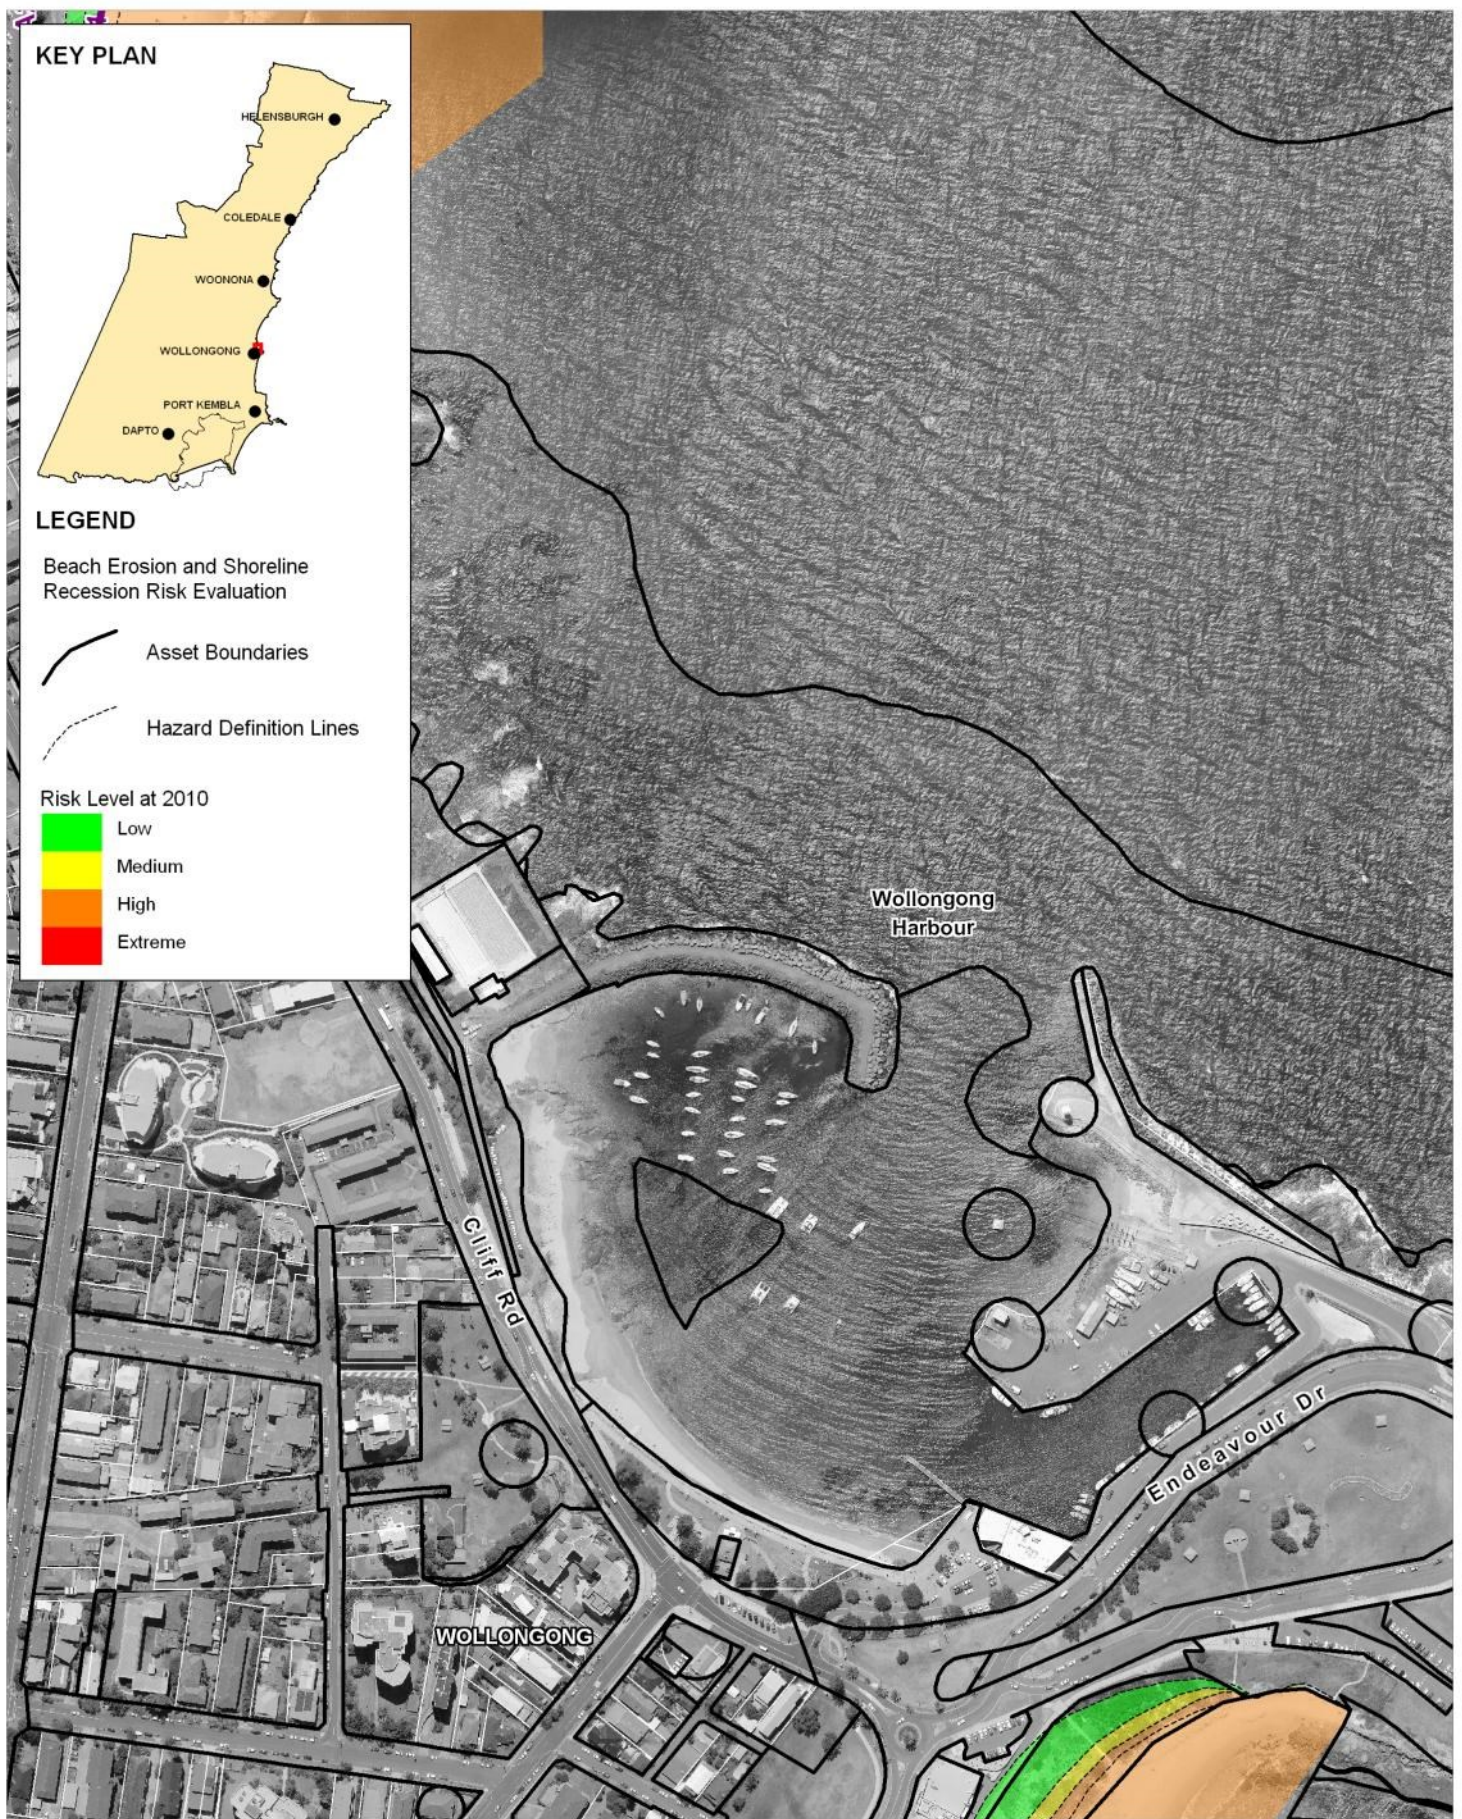 KEY PLAN
HELENSBURGH
COLEDALE
WOONONA
WOLLONGONG
PORT KEMBLA
DAPTO
LEGEND
Beach Erosion and Shoreline
Recession Risk Evaluation
Asset Boundaries
Hazard Definition Lines
Risk Level at 2010
Low
Medium
High
Extreme
Wollongong
Harbour
Cliff Rd
Endeavour Dr
WOLLONGONG